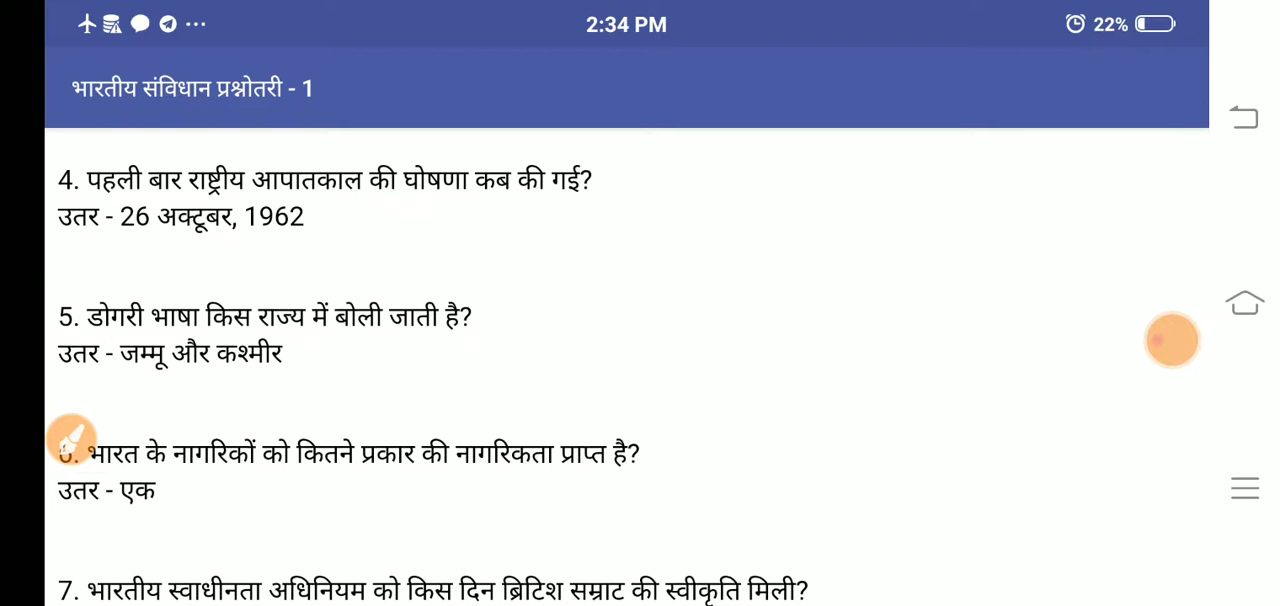 2:34 PM
22%
भारतीय संविधान प्रश्नोतरी - 1
4. पहली बार राष्ट्रीय आपातकाल की घोषणा कब की गई?
उतर - 26 अक्टूबर, 1962
5. डोगरी भाषा किस राज्य में बोली जाती है?
उतर - जम्मू और कश्मीर
6. भारत के नागरिकों को कितने प्रकार की नागरिकता प्राप्त है?
उतर - एक
7. भारतीय स्वाधीनता अधिनियम को किस दिन ब्रिटिश सम्राट की स्वीकृति मिली?